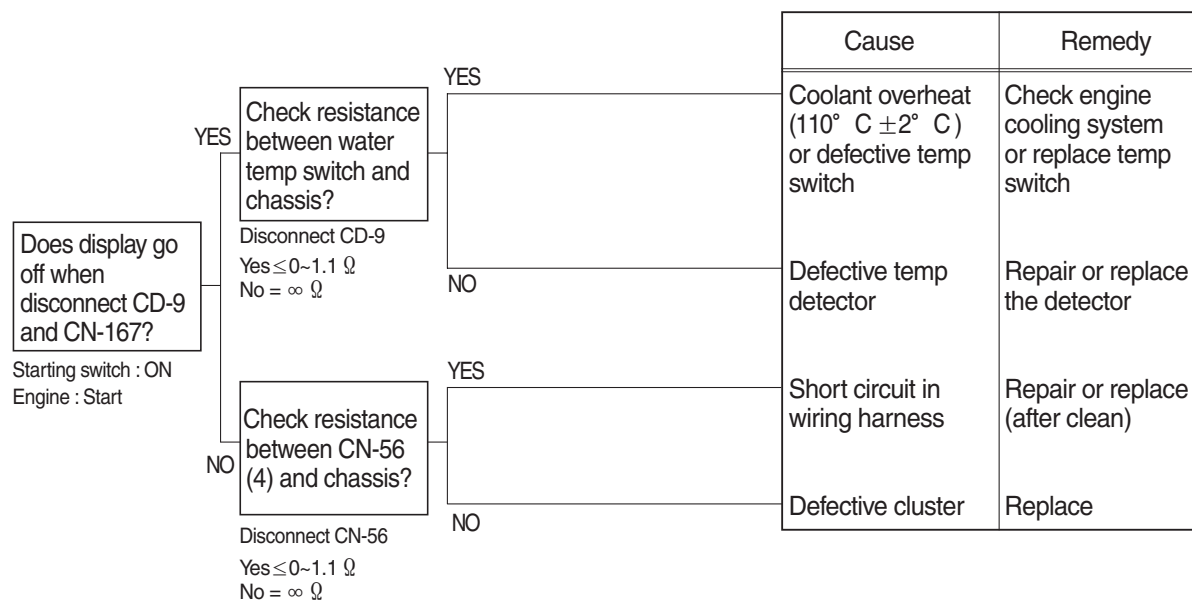 Does display go
off when
disconnect CD-9
and CN-167?
Starting switch : ON
Engine : Start
YES
Check resistance
between water
temp switch and
chassis?
Disconnect CD-9
Yes≤0~1.1 Ω
No = ∞ Ω
NO
Check resistance
between CN-56
(4) and chassis?
Disconnect CN-56
Yes≤0~1.1 Ω
No = ∞ Ω
YES
NO
YES
NO
Cause
Remedy
Coolant overheat
(110° C ±2° C )
or defective temp
switch
Check engine
cooling system
or replace temp
switch
Defective temp
detector
Repair or replace
the detector
Short circuit in
wiring harness
Repair or replace
(after clean)
Defective cluster
Replace